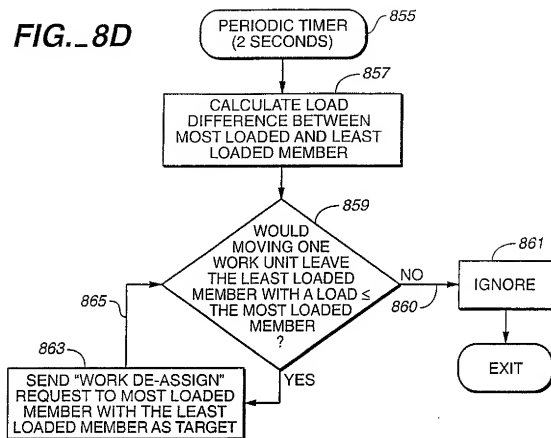 FIG._8D
PERIODIC TIMER
(2 SECONDS)
855
857
CALCULATE LOAD
DIFFERENCE BETWEEN
MOST LOADED AND LEAST
LOADED MEMBER
859
WOULD
MOVING ONE
WORK UNIT LEAVE
THE LEAST LOADED
MEMBER WITH A LOAD ≤
THE MOST LOADED
MEMBER
?
NO
860
861
IGNORE
EXIT
865
863
YES
SEND "WORK DE-ASSIGN"
REQUEST TO MOST LOADED
MEMBER WITH THE LEAST
LOADED MEMBER AS TARGET